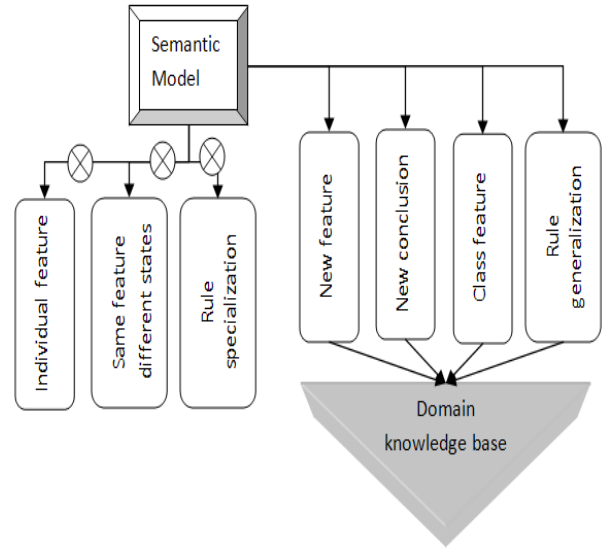 Semantic
Model
Individual feature
Same feature
different states
Rule
specialization
New feature
New conclusion
Class feature
Rule
generalization
Domain
knowledge base